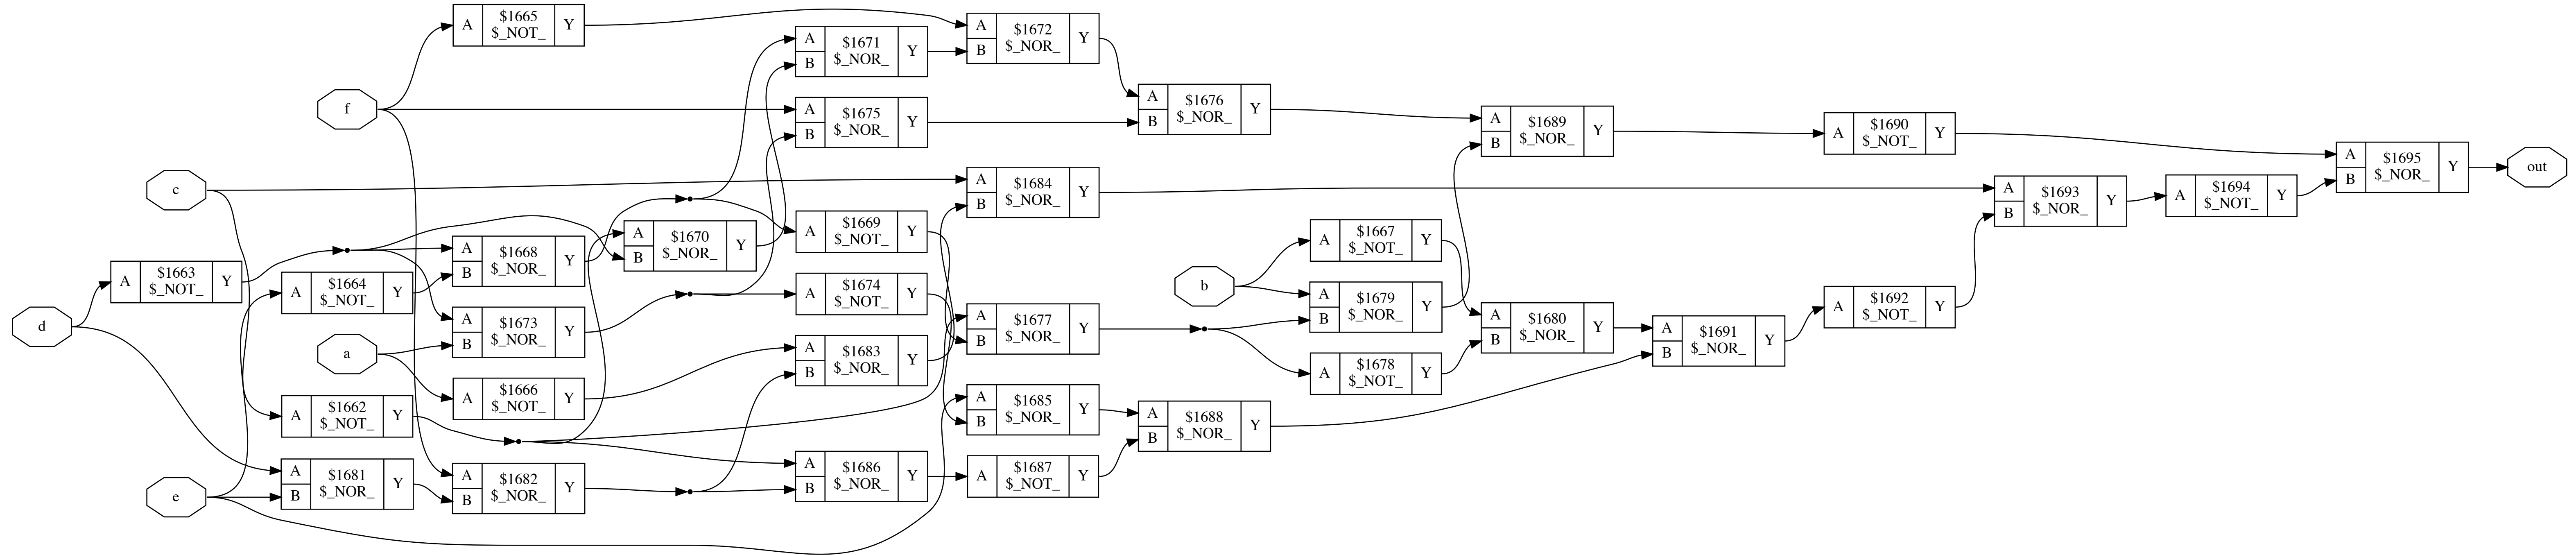 f
c
d
a
e
b
out
A $1663 $_NOT_ Y
A $1664 $_NOT_ Y
A $1662 $_NOT_ Y
A B $1681 $_NOR_ Y
A $1665 $_NOT_ Y
A B $1668 $_NOR_ Y
A B $1673 $_NOR_ Y
A $1666 $_NOT_ Y
A B $1682 $_NOR_ Y
A B $1670 $_NOR_ Y
A B $1671 $_NOR_ Y
A B $1675 $_NOR_ Y
A $1669 $_NOT_ Y
A $1674 $_NOT_ Y
A B $1683 $_NOR_ Y
A B $1686 $_NOR_ Y
A B $1672 $_NOR_ Y
A B $1684 $_NOR_ Y
A B $1677 $_NOR_ Y
A B $1685 $_NOR_ Y
A $1687 $_NOT_ Y
A B $1676 $_NOR_ Y
A B $1688 $_NOR_ Y
A $1667 $_NOT_ Y
A B $1679 $_NOR_ Y
A $1678 $_NOT_ Y
A B $1689 $_NOR_ Y
A B $1680 $_NOR_ Y
A B $1691 $_NOR_ Y
A $1690 $_NOT_ Y
A $1692 $_NOT_ Y
A B $1693 $_NOR_ Y
A $1694 $_NOT_ Y
A B $1695 $_NOR_ Y